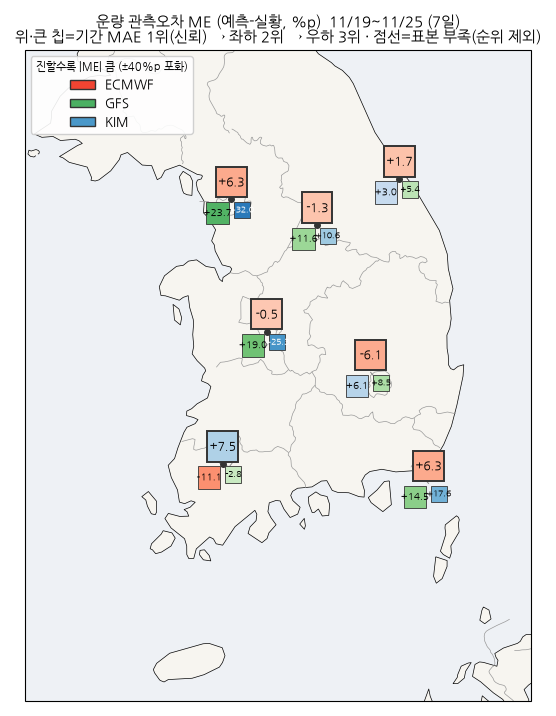 운량 관측오차 ME (예측-실황, %p) 11/19~11/25 (7일)
위·큰 칩=기간 MAE 1위(신뢰) → 좌하 2위 → 우하 3위 · 점선=표본 부족(순위 제외)
진할수록 |ME| 큼 (±40%p 포화)
ECMWF
GFS
KIM
+1.7
+3.0 +5.4
+6.3
+23.7
-1.3
+11.6 +10.6
-0.5
+19.0
-6.1
+6.1 +8.5
+7.5
-11.1 -2.8
+6.3
+14.5 +17.6